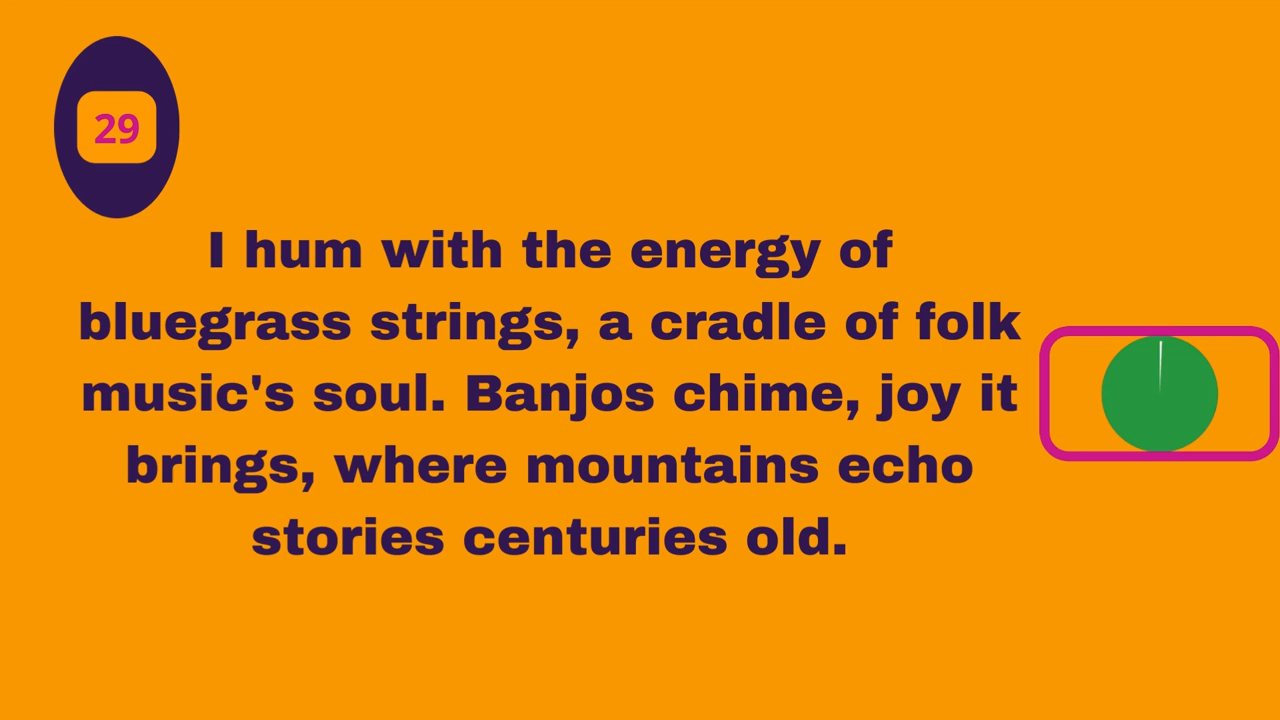 29
I hum with the energy of
bluegrass strings, a cradle of folk
music's soul. Banjos chime, joy it
brings, where mountains echo
stories centuries old.